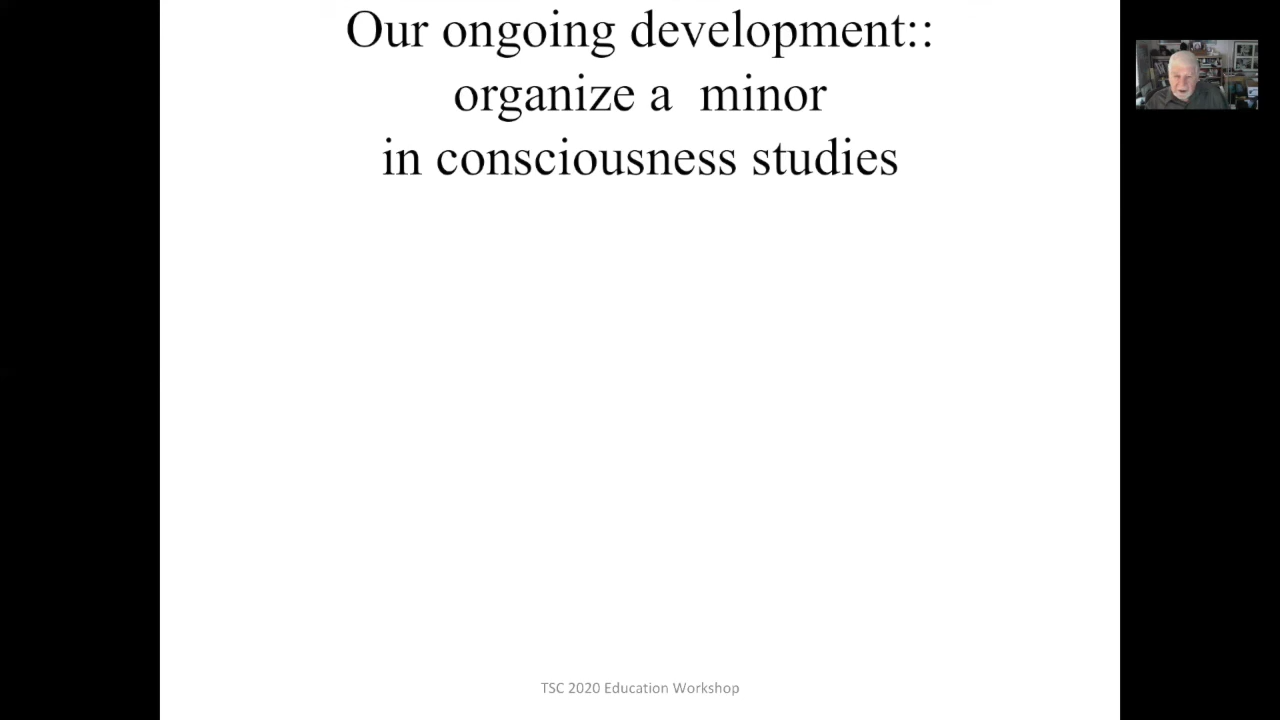 Our ongoing development::
organize a  minor
in consciousness studies
TSC 2020 Education Workshop